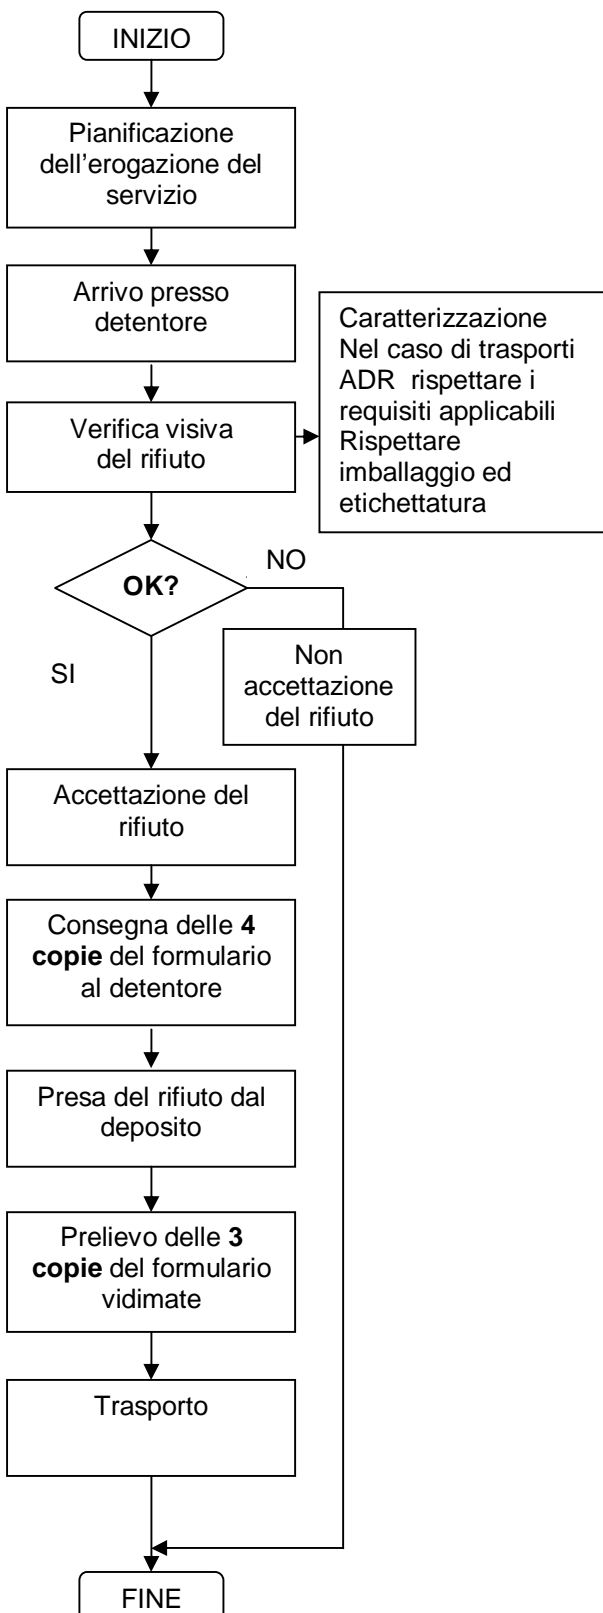 INIZIO
Pianificazione
dell’erogazione del
servizio
Arrivo presso
detentore
Caratterizzazione
Nel caso di trasporti
ADR rispettare i
requisiti applicabili
Rispettare
imballaggio ed
etichettatura
Verifica visiva
del rifiuto
OK?
NO
SI
Non
accettazione
del rifiuto
Accettazione del
rifiuto
Consegna delle 4
copie del formulario
al detentore
Presa del rifiuto dal
deposito
Prelievo delle 3
copie del formulario
vidimate
Trasporto
FINE